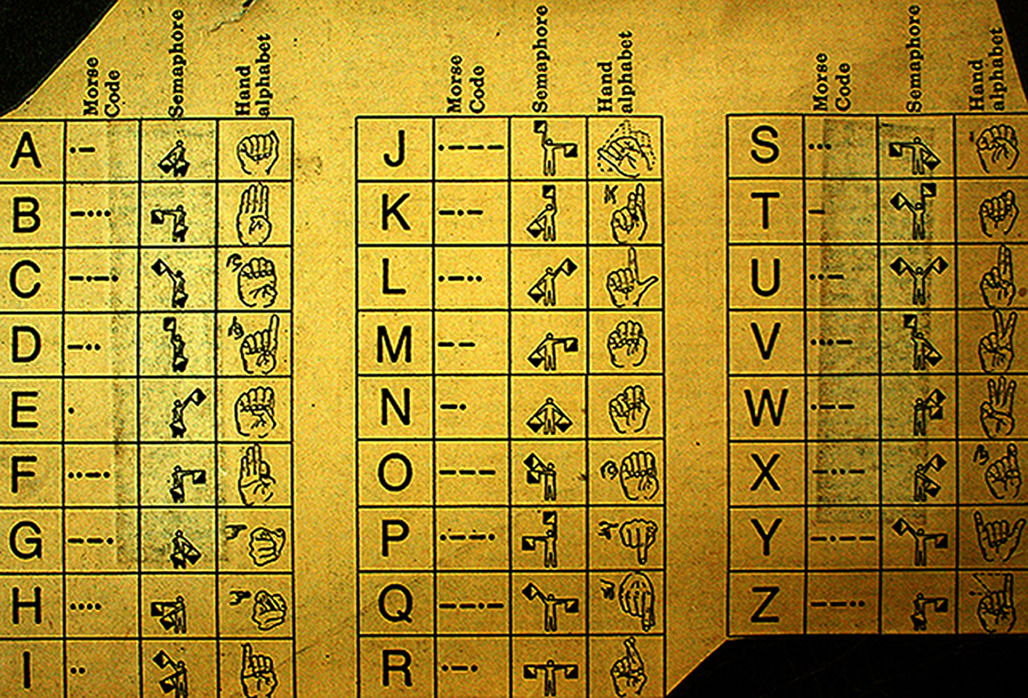 Morse Code Semaphore Hand alphabet Morse Code Semaphore Hand alphabet Morse Code Semaphore Hand alphabet
A ·– J ·––– S ···
B –··· K –·– T –
C –·–· L ·–·· U ··–
D –·· M –– V ···–
E · N –· W ·––
F ··–· O ––– X –··–
G ––· P ·––· Y –·––
H ···· Q ––·– Z ––··
I ·· R ·–·